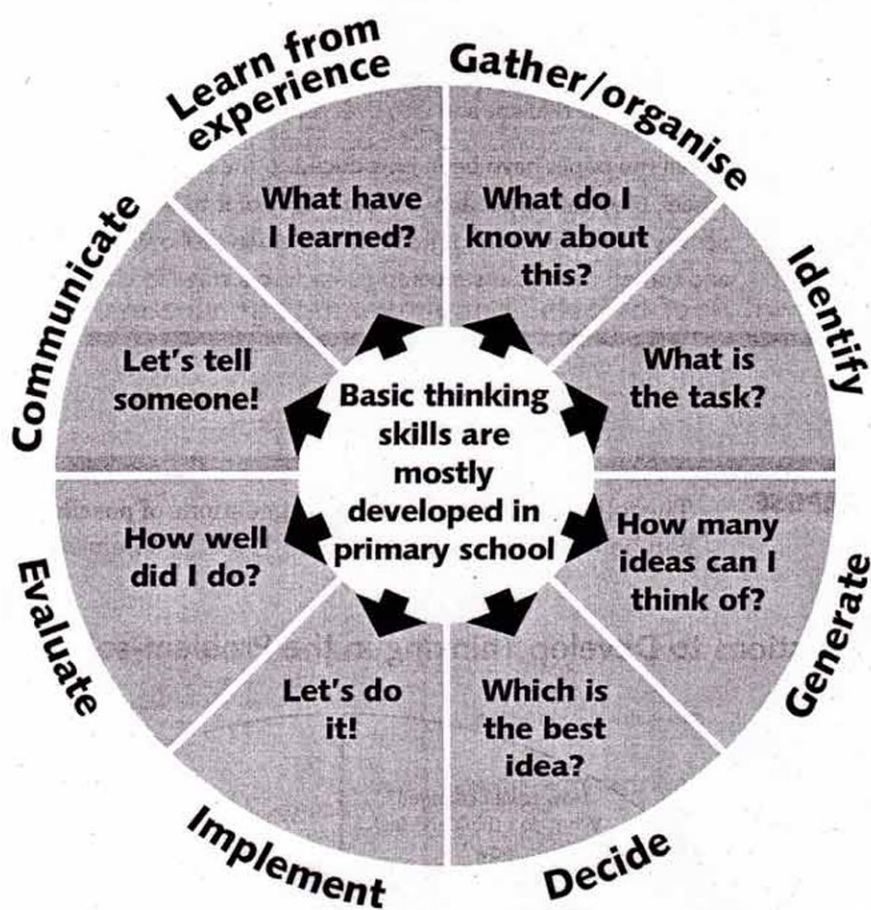 Gather/organise
What do I
know about
this?
Identify
What is
the task?
Generate
How many
ideas can I
think of?
Decide
Which is
the best
idea?
Implement
Let's do
it!
Evaluate
How well
did I do?
Communicate
Let's tell
someone!
Learn from
experience
What have
I learned?
Basic thinking
skills are
mostly
developed in
primary school